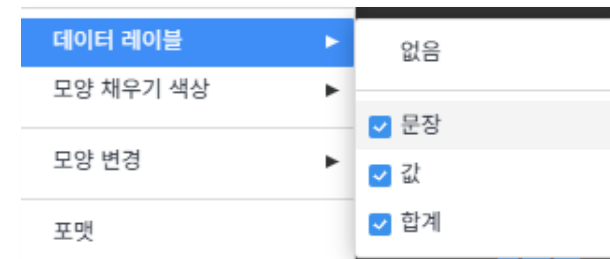 데이터 레이블
모양 채우기 색상
모양 변경
포맷
없음
문장
값
합계